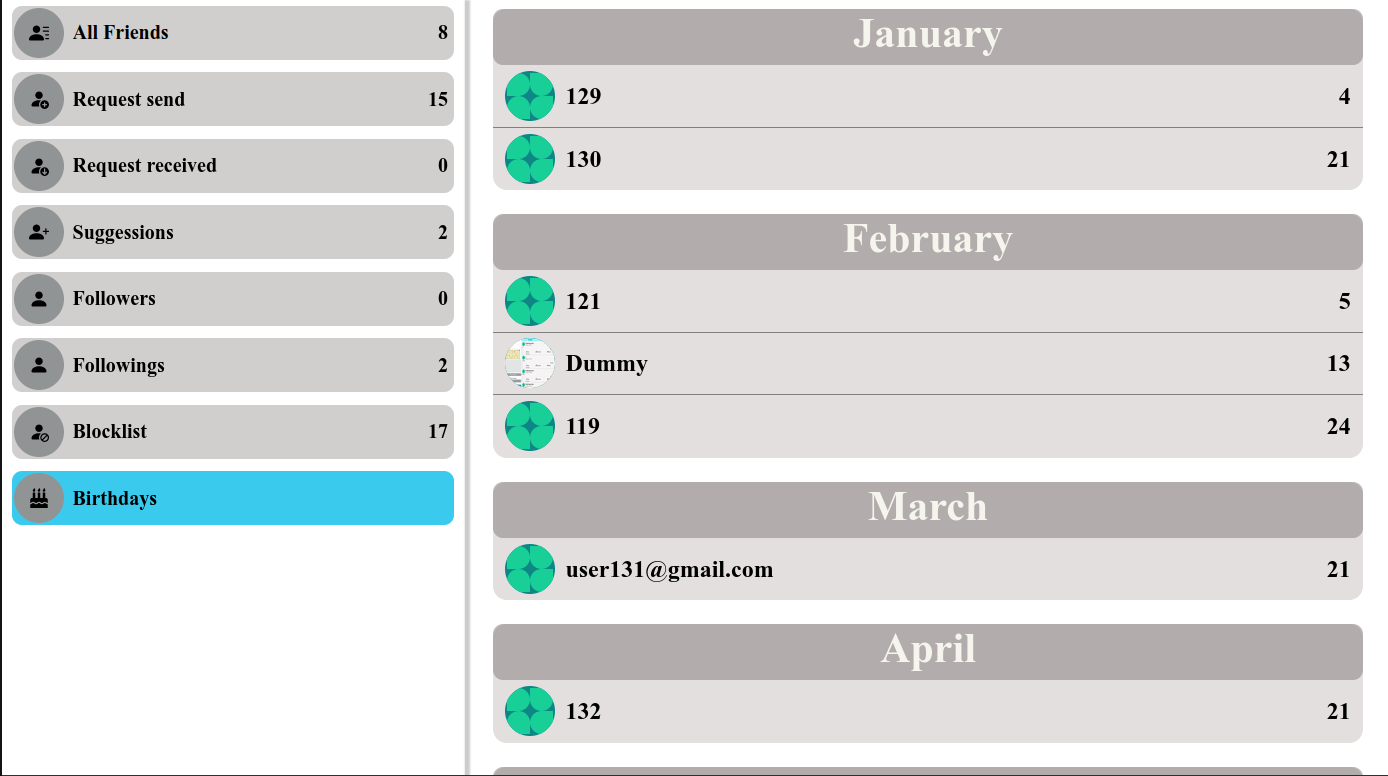 All Friends 8
Request send 15
Request received 0
Suggessions 2
Followers 0
Followings 2
Blocklist 17
Birthdays
January
129 4
130 21
February
121 5
Dummy 13
119 24
March
user131@gmail.com 21
April
132 21